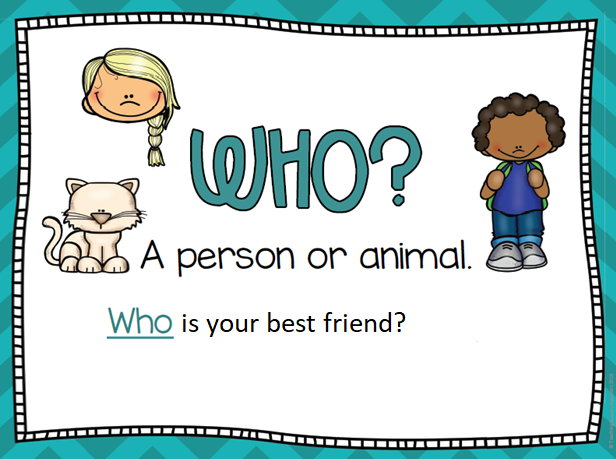 WHO?
A person or animal.
Who is your best friend?